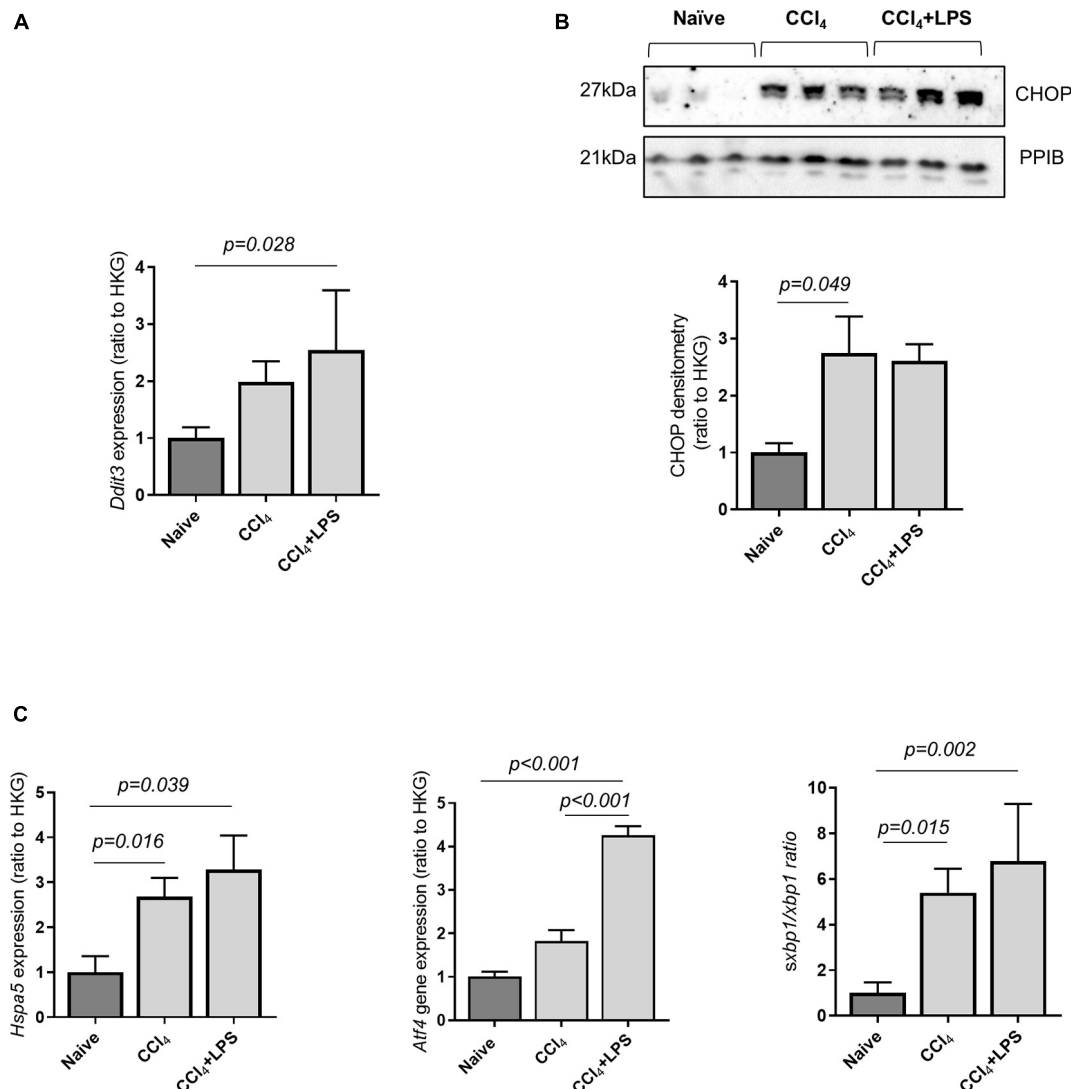 A
B
Naïve
CCl₄
CCl₄+LPS
27kDa
CHOP
21kDa
PPIB
p=0.028
Ddit3 expression (ratio to HKG)
4
3
2
1
0
Naive
CCl₄
CCl₄+LPS
p=0.049
CHOP densitometry
(ratio to HKG)
4
3
2
1
0
Naive
CCl₄
CCl₄+LPS
C
p=0.039
p=0.016
Hspa5 expression (ratio to HKG)
5
4
3
2
1
0
Naive
CCl₄
CCl₄+LPS
p<0.001
p<0.001
Atf4 gene expression (ratio to HKG)
5
4
3
2
1
0
Naive
CCl₄
CCl₄+LPS
p=0.002
p=0.015
sxbp1/xbp1 ratio
10
8
6
4
2
0
Naive
CCl₄
CCl₄+LPS